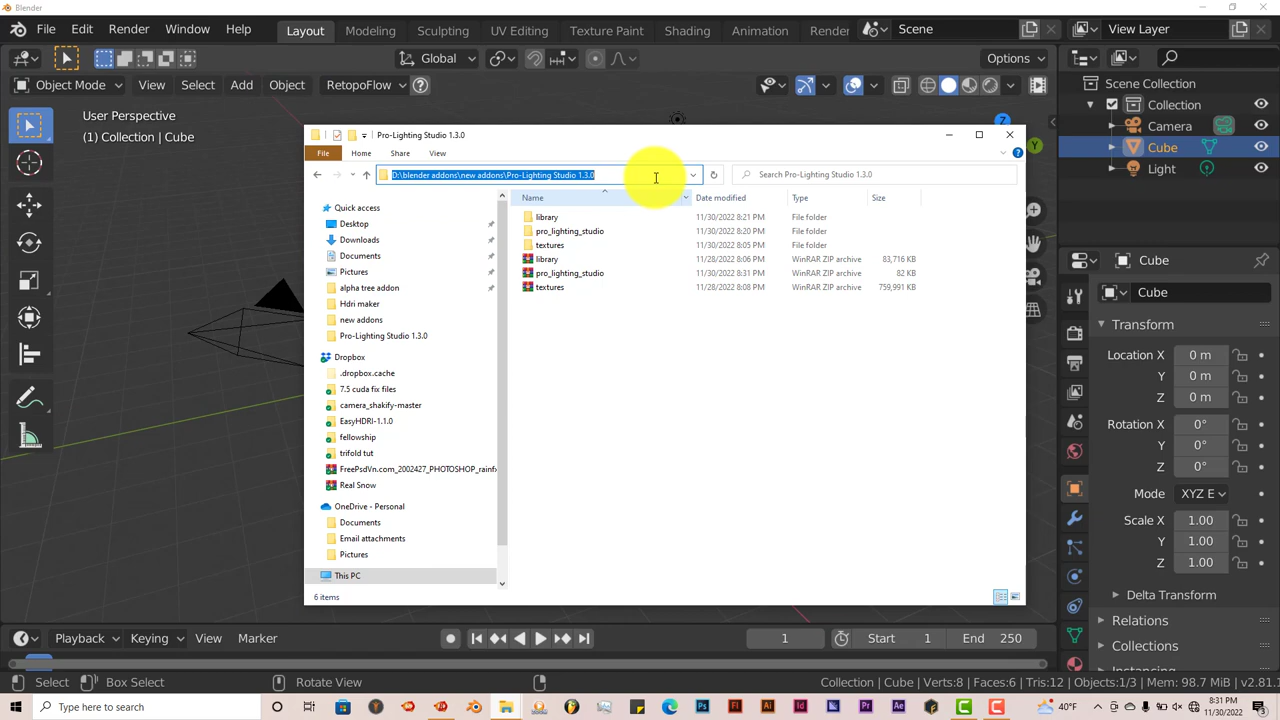 Blender
File Edit Render Window Help Layout Modeling Sculpting UV Editing Texture Paint Shading Animation Render Scene View Layer
Global Options
Object Mode View Select Add Object RetopoFlow
Scene Collection
Collection
Camera
Cube
Light
User Perspective
(1) Collection | Cube
Z
Y
Pro-Lighting Studio 1.3.0
File Home Share View
D:\blender addons\new addons\Pro-Lighting Studio 1.3.0 Search Pro-Lighting Studio 1.3.0
Name Date modified Type Size
library 11/30/2022 8:21 PM File folder
pro_lighting_studio 11/30/2022 8:20 PM File folder
textures 11/30/2022 8:05 PM File folder
library 11/28/2022 8:06 PM WinRAR ZIP archive 83,716 KB
pro_lighting_studio 11/30/2022 8:31 PM WinRAR ZIP archive 82 KB
textures 11/28/2022 8:08 PM WinRAR ZIP archive 759,991 KB
Quick access
Desktop
Downloads
Documents
Pictures
alpha tree addon
Hdri maker
new addons
Pro-Lighting Studio 1.3.0
Dropbox
.dropbox.cache
7.5 cuda fix files
camera_shakify-master
EasyHDRI-1.1.0
fellowship
trifold tut
FreePsdVn.com_2002427_PHOTOSHOP_rainf
Real Snow
OneDrive - Personal
Documents
Email attachments
Pictures
This PC
6 items
Cube
Cube
Transform
Location X 0 m
Y 0 m
Z 0 m
Rotation X 0°
Y 0°
Z 0°
Mode XYZ E
Scale X 1.00
Y 1.00
Z 1.00
Delta Transform
Relations
Collections
Playback Keying View Marker 1 Start 1 End 250
Select Box Select Rotate View Collection | Cube | Verts:8 | Faces:6 | Tris:12 | Objects:1/3 | Mem: 98.7 MiB | v2.81.1
Type here to search 40°F 8:31 PM
11/30/2022